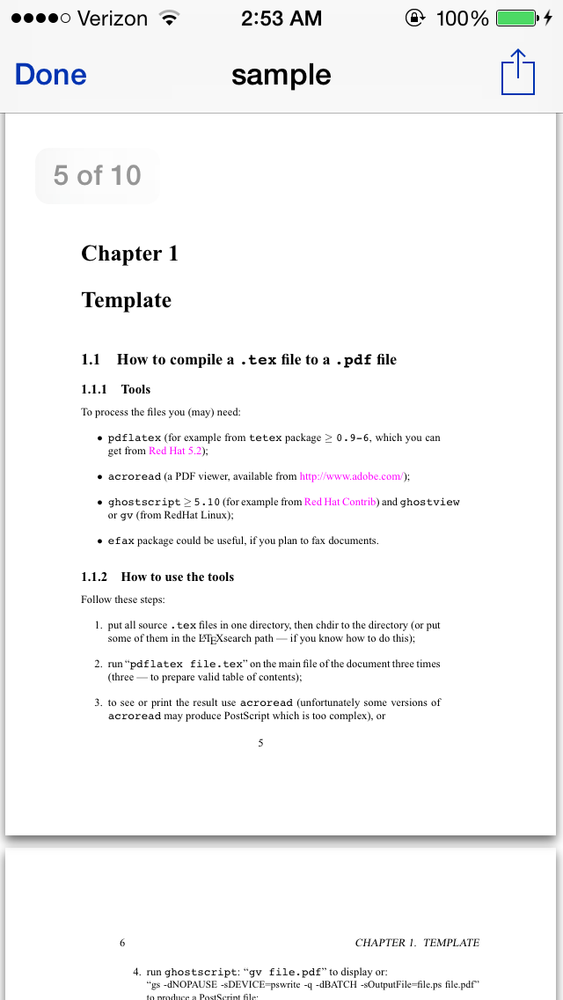 Verizon 2:53 AM 100%
Done sample
5 of 10
Chapter 1
Template
1.1 How to compile a .tex file to a .pdf file
1.1.1 Tools
To process the files you (may) need:
• pdflatex (for example from tetex package ≥ 0.9-6, which you can
get from Red Hat 5.2);
• acroread (a PDF viewer, available from http://www.adobe.com/);
• ghostscript ≥ 5.10 (for example from Red Hat Contrib) and ghostview
or gv (from RedHat Linux);
• efax package could be useful, if you plan to fax documents.
1.1.2 How to use the tools
Follow these steps:
1. put all source .tex files in one directory, then chdir to the directory (or put
some of them in the LATEXsearch path — if you know how to do this);
2. run “pdflatex file.tex” on the main file of the document three times
(three — to prepare valid table of contents);
3. to see or print the result use acroread (unfortunately some versions of
acroread may produce PostScript which is too complex), or
5
6 CHAPTER 1. TEMPLATE
4. run ghostscript: “gv file.pdf” to display or:
“gs -dNOPAUSE -sDEVICE=pswrite -q -dBATCH -sOutputFile=file.ps file.pdf”
to produce a PostScript file;